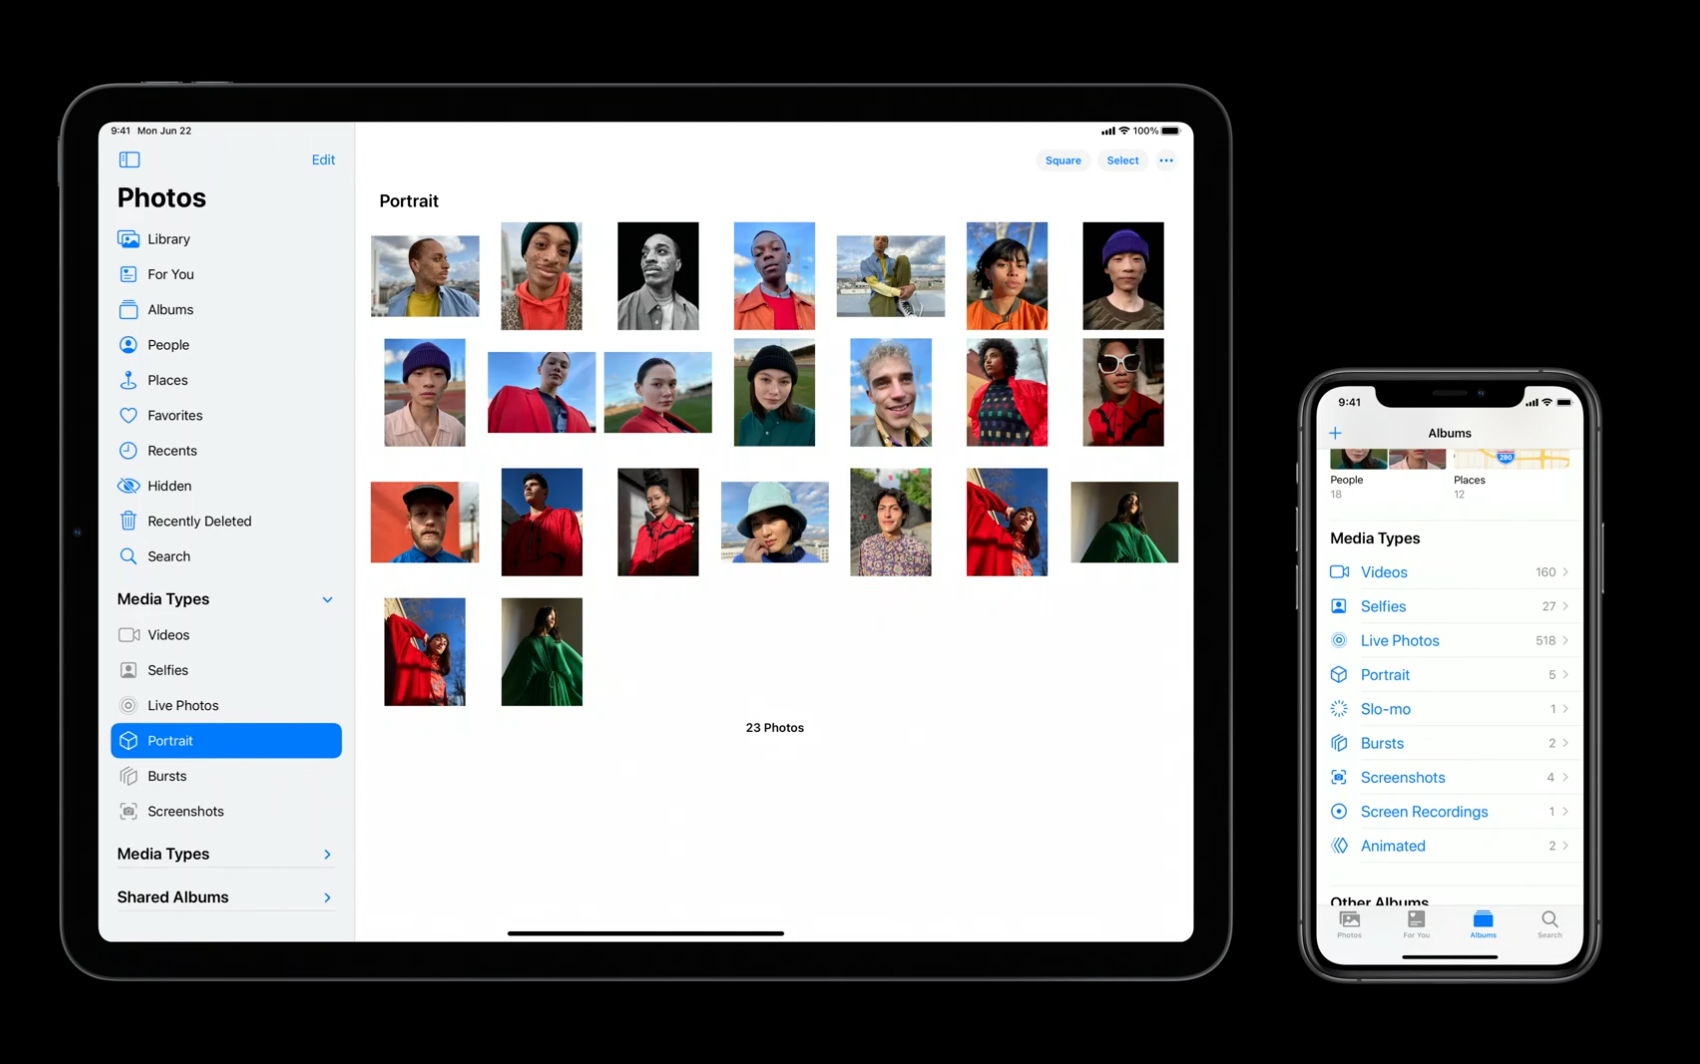 9:41 Mon Jun 22
100%
Edit
Square
Select
Photos
Library
For You
Albums
People
Places
Favorites
Recents
Hidden
Recently Deleted
Search
Media Types
Videos
Selfies
Live Photos
Portrait
Bursts
Screenshots
Media Types
Shared Albums
Portrait
23 Photos
9:41
Albums
280
People
18
Places
12
Media Types
Videos 160
Selfies 27
Live Photos 518
Portrait 5
Slo-mo 1
Bursts 2
Screenshots 4
Screen Recordings 1
Animated 2
Other Albums
Photos
For You
Albums
Search